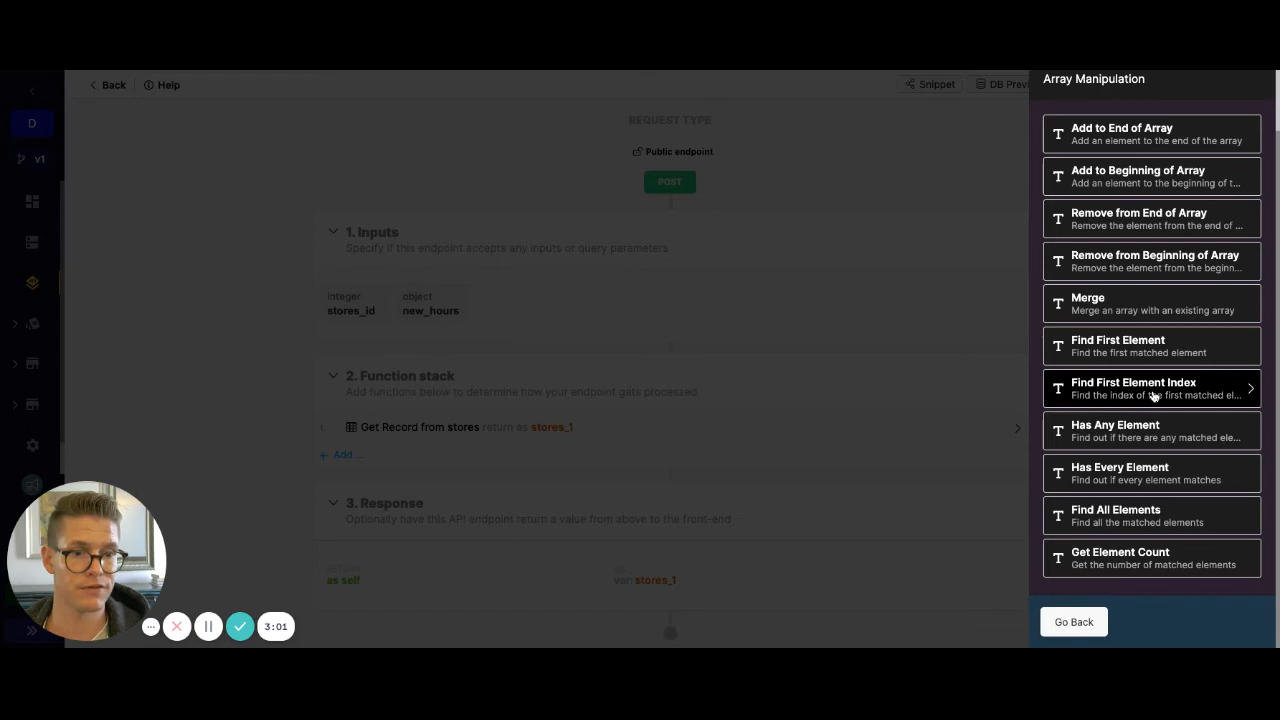 Back
Help
Snippet
DB Previ
D
v1
REQUEST TYPE
Public endpoint
POST
1. Inputs
Specify if this endpoint accepts any inputs or query parameters
integer
stores_id
object
new_hours
2. Function stack
Add functions below to determine how your endpoint gats processed
1. Get Record from stores return as stores_1
+ Add ...
3. Response
Optionally have this API endpoint return a value from above to the front-end
as self
var: stores_1
3:01
Array Manipulation
Add to End of Array
Add an element to the end of the array
Add to Beginning of Array
Add an element to the beginning of t...
Remove from End of Array
Remove the element from the end of ...
Remove from Beginning of Array
Remove the element from the beginn...
Merge
Merge an array with an existing array
Find First Element
Find the first matched element
Find First Element Index
Find the index of the first matched el...
Has Any Element
Find out if there are any matched ele...
Has Every Element
Find out if every element matches
Find All Elements
Find all the matched elements
Get Element Count
Get the number of matched elements
Go Back